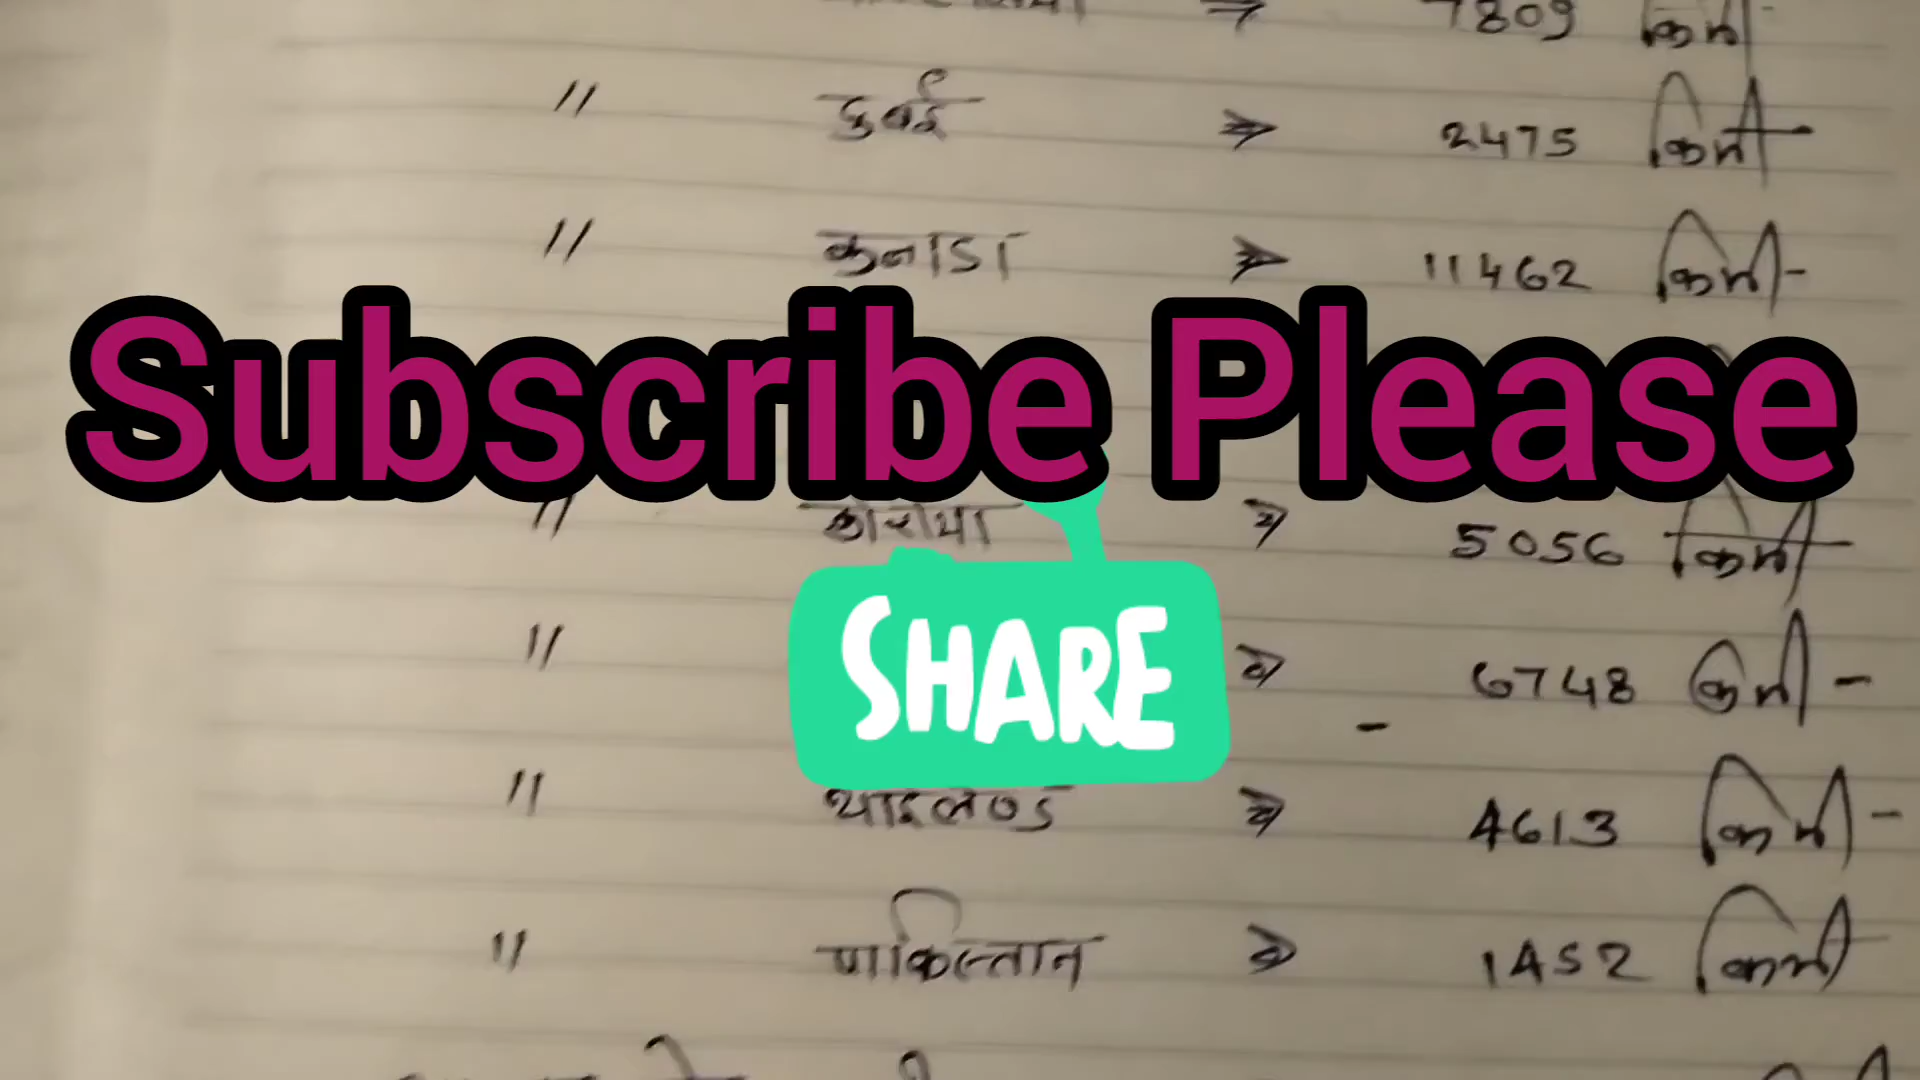 ⇒ 7809 किमी-
" दुबई ⇒ 2475 किमी
" कनाडा ⇒ 11462 किमी-
Subscribe Please
" कोरीया ⇒ 5056 किमी
" ⇒ 6748 किमी -
SHARE
" थाइलैण्ड ⇒ 4613 किमी -
" पाकिस्तान ⇒ 1452 किमी